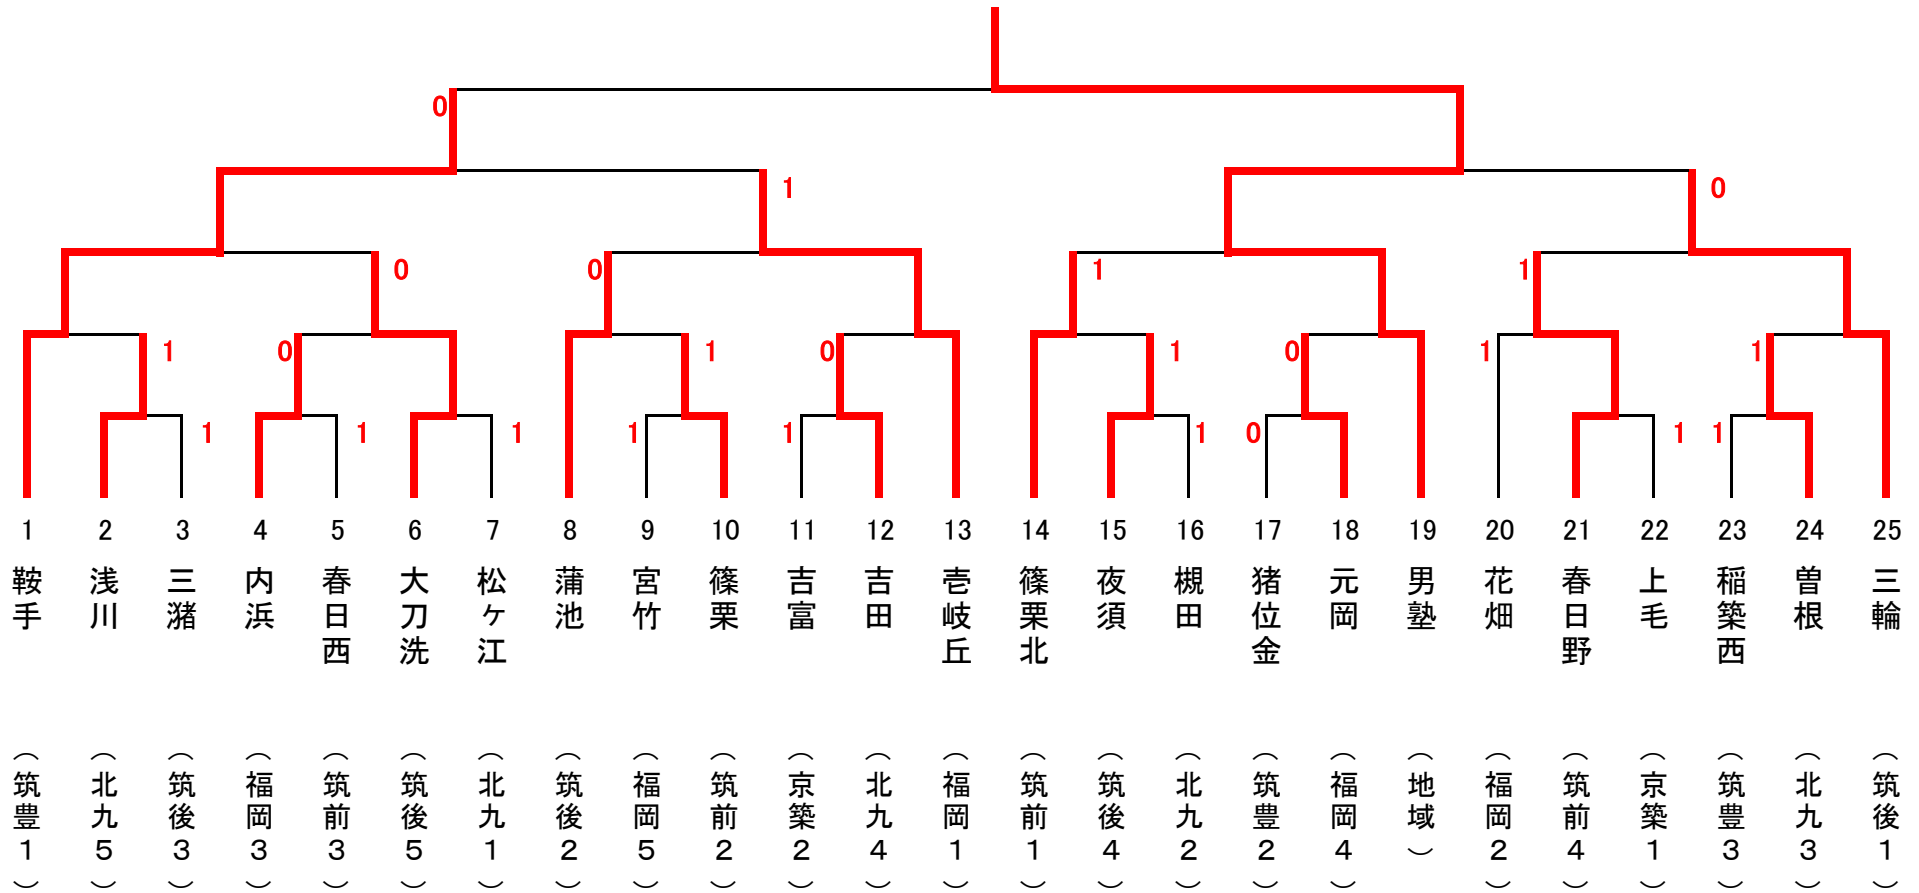 0
1
0
0
0
1
1
1
0
1
0
1
0
1
1
1
1
1
1
1
1
0
1
1
1 2 3 4 5 6 7 8 9 10 11 12 13 14 15 16 17 18 19 20 21 22 23 24 25
鞍手
浅川
三瀦
内浜
春日西
大刀洗
松ヶ江
蒲池
宮竹
篠栗
吉富
吉田
壱岐丘
篠栗北
夜須
槻田
猪位金
元岡
男塾
花畑
春日野
上毛
稲築西
曽根
三輪
（筑豊１）
（北九５）
（筑後３）
（福岡３）
（筑前３）
（筑後５）
（北九１）
（筑後２）
（福岡５）
（筑前２）
（京築２）
（北九４）
（福岡１）
（筑前１）
（筑後４）
（北九２）
（筑豊２）
（福岡４）
（地域）
（福岡２）
（筑前４）
（京築１）
（筑豊３）
（北九３）
（筑後１）